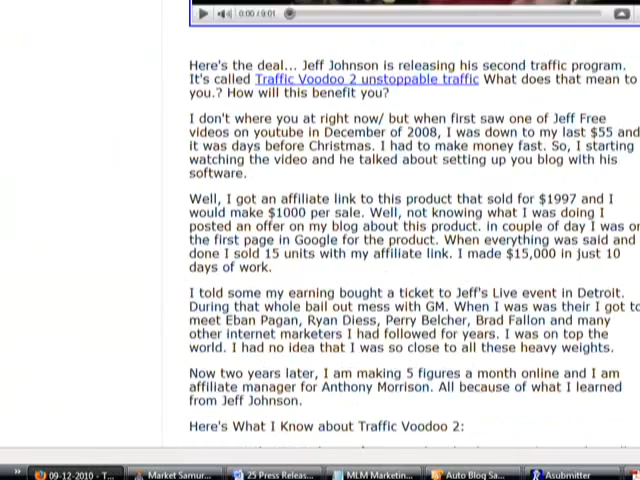 0:00 / 9:01
Here's the deal... Jeff Johnson is releasing his second traffic program.
It's called Traffic Voodoo 2 unstoppable traffic What does that mean to
you.? How will this benefit you?
I don't where you at right now/ but when first saw one of Jeff Free
videos on youtube in December of 2008, I was down to my last $55 and
it was days before Christmas. I had to make money fast. So, I starting
watching the video and he talked about setting up you blog with his
software.
Well, I got an affiliate link to this product that sold for $1997 and I
would make $1000 per sale. Well, not knowing what I was doing I
posted an offer on my blog about this product. in couple of day I was on
the first page in Google for the product. When everything was said and
done I sold 15 units with my affiliate link. I made $15,000 in just 10
days of work.
I told some my earning bought a ticket to Jeff's Live event in Detroit.
During that whole bail out mess with GM. When I was was their I got to
meet Eban Pagan, Ryan Diess, Perry Belcher, Brad Fallon and many
other internet marketers I had followed for years. I was on top the
world. I had no idea that I was so close to all these heavy weights.
Now two years later, I am making 5 figures a month online and I am
affiliate manager for Anthony Morrison. All because of what I learned
from Jeff Johnson.
Here's What I Know about Traffic Voodoo 2:
» 09-12-2010 - T... Market Samur... 25 Press Releas... MLM Marketin... Auto Blog Sa... Asubmitter